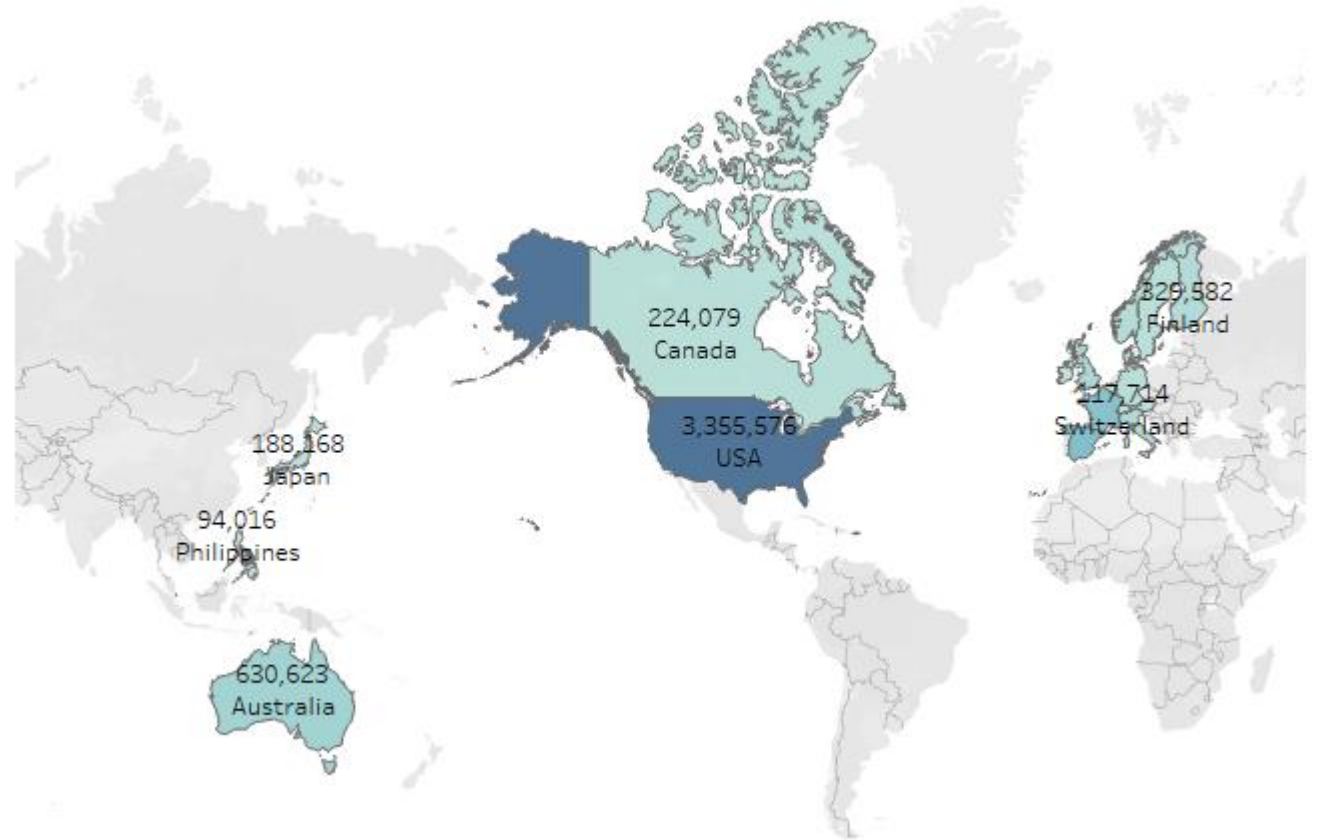 224,079
Canada
3,355,576
USA
329,582
Finland
117,714
Switzerland
188,168
Japan
94,016
Philippines
630,623
Australia